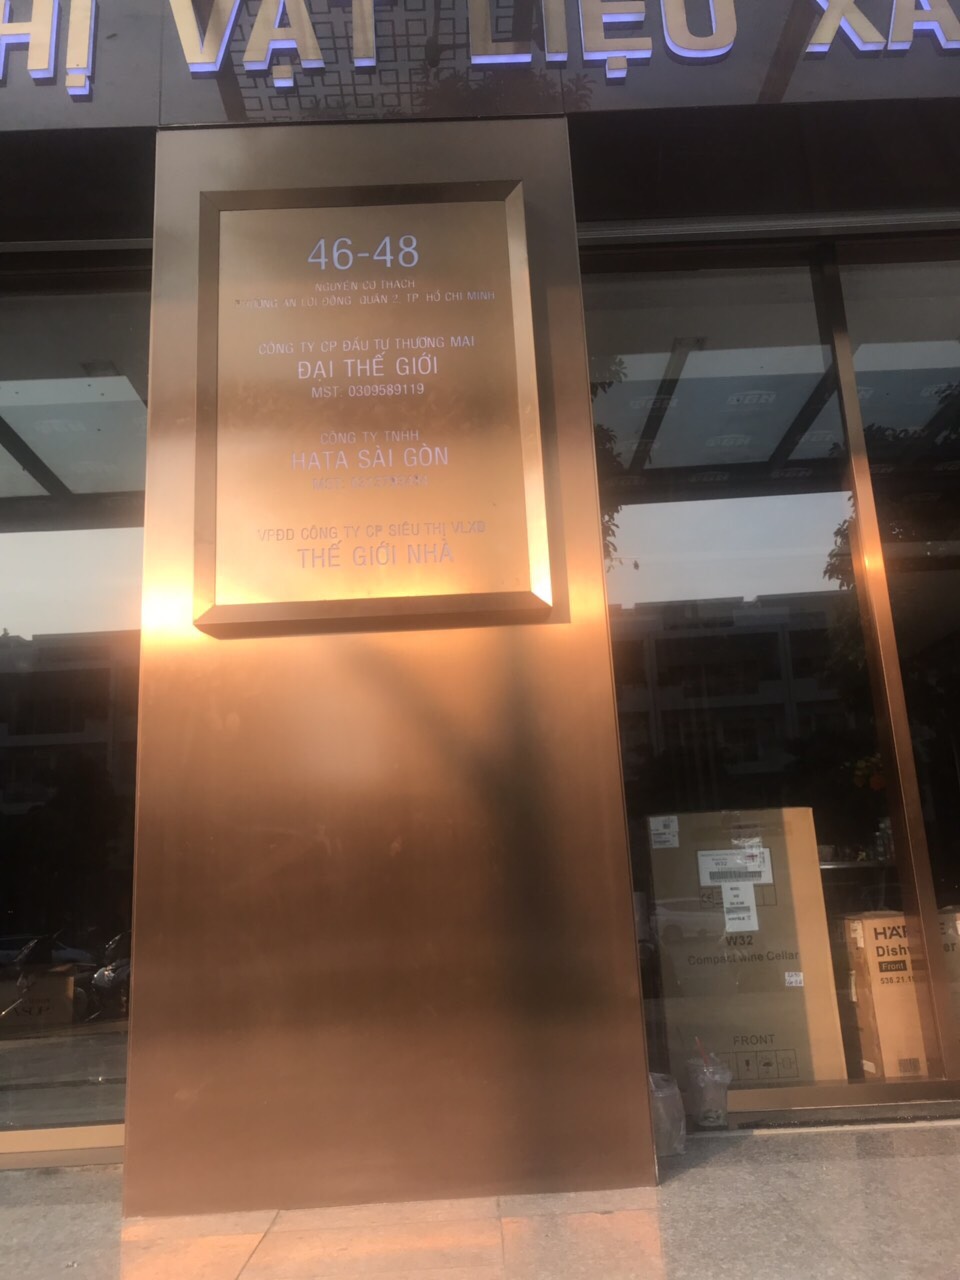 HỊ VẬT LIỆU XÂ
46-48
NGUYỄN CƠ THẠCH
PHƯỜNG AN LỢI ĐÔNG, QUẬN 2, TP. HỒ CHÍ MINH
CÔNG TY CP ĐẦU TƯ THƯƠNG MẠI
ĐẠI THẾ GIỚI
MST: 0309589119
CÔNG TY TNHH
HATA SÀI GÒN
MST:
VPĐD CÔNG TY CP SIÊU THỊ VLXD
THẾ GIỚI NHÀ
W32
Compact Wine Cellar
FRONT
Front